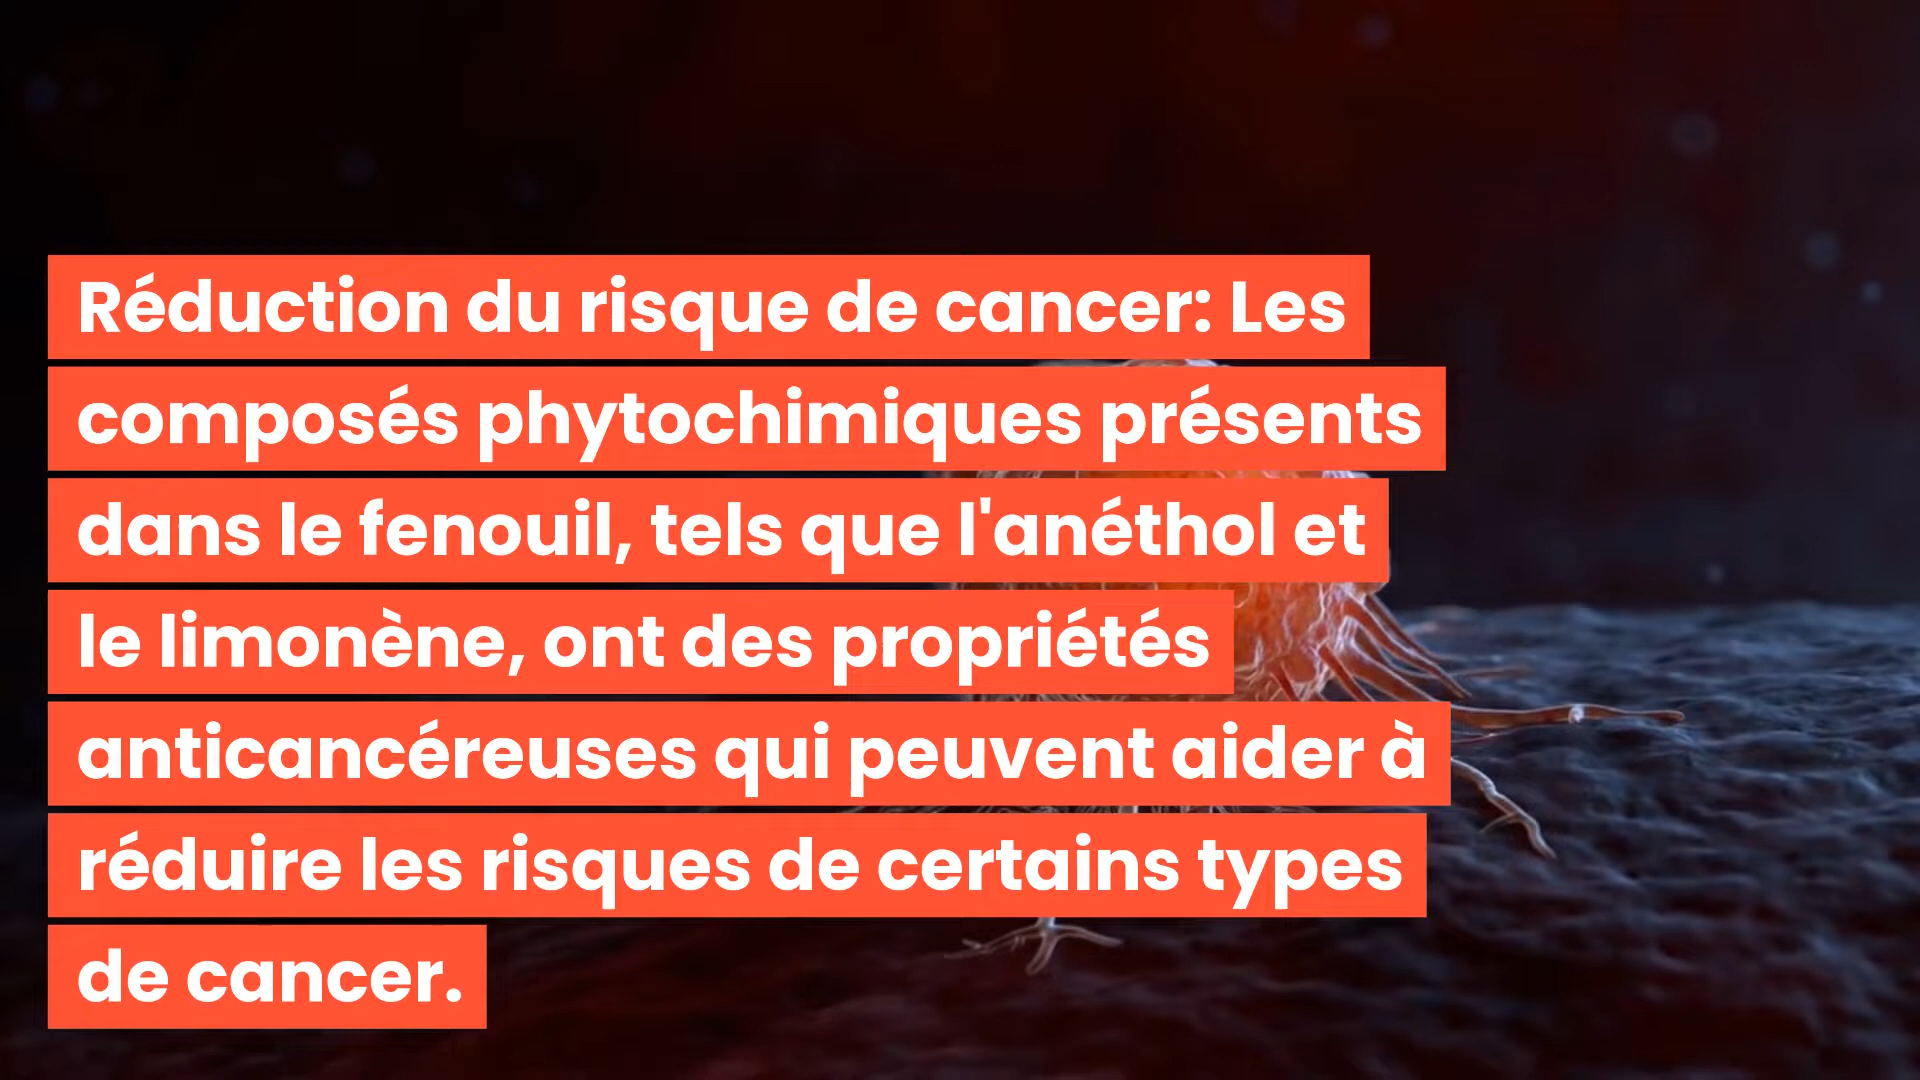 Réduction du risque de cancer: Les
composés phytochimiques présents
dans le fenouil, tels que l'anéthol et
le limonène, ont des propriétés
anticancéreuses qui peuvent aider à
réduire les risques de certains types
de cancer.